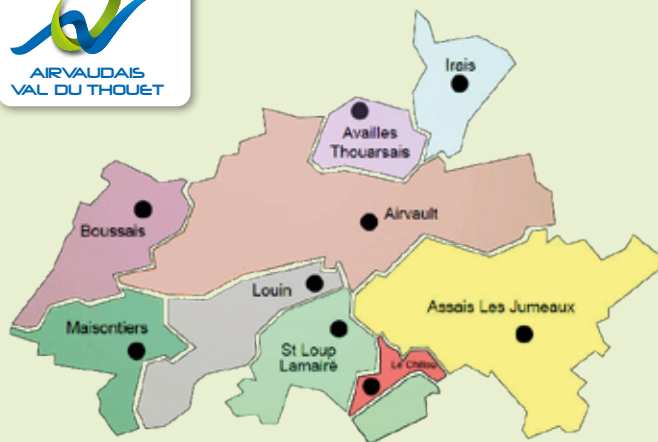 AIRVAUDAIS
VAL DU THOUET
Irais
Availles
Thouarsais
Airvault
Boussais
Louin
Assais Les Jumeaux
Maisontiers
St Loup
Lamairé
Le Chillou